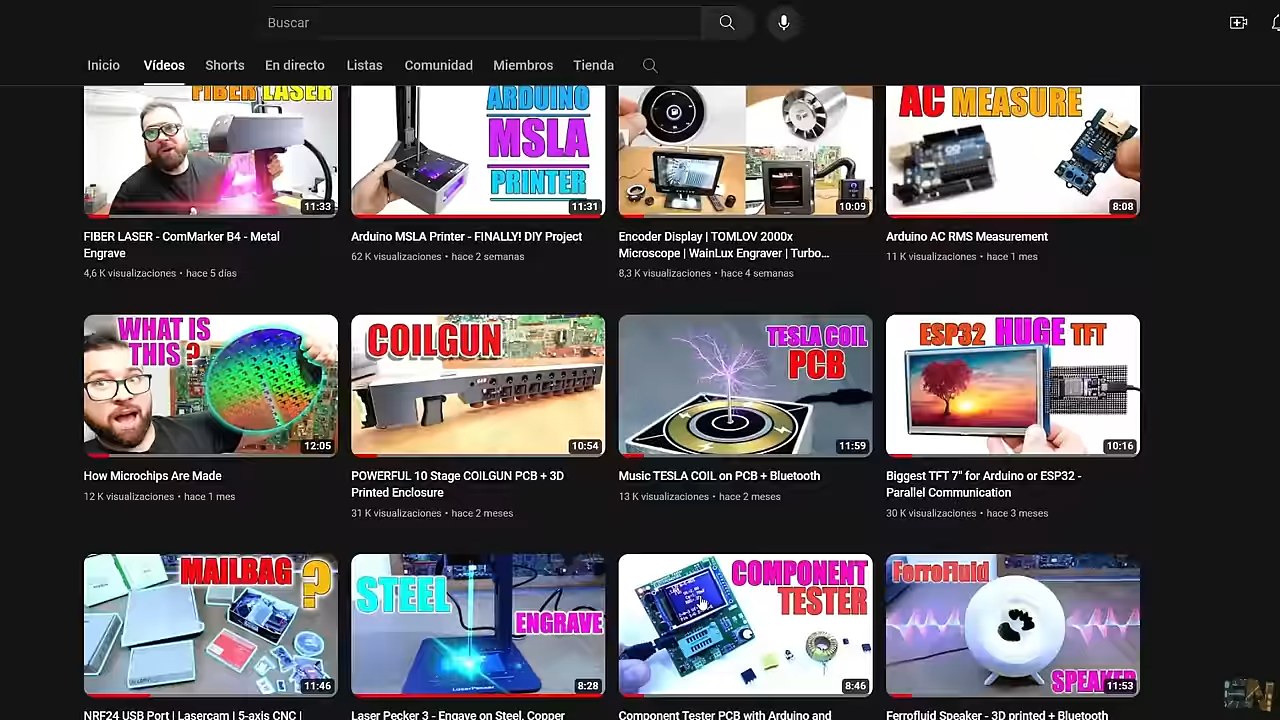 Buscar
Inicio Vídeos Shorts En directo Listas Comunidad Miembros Tienda
FIBER LASER
ARDUINO
MSLA
PRINTER
AC MEASURE
11:33
11:31
10:09
8:08
FIBER LASER - ComMarker B4 - Metal
Engrave
4,6 K visualizaciones • hace 5 días
Arduino MSLA Printer - FINALLY! DIY Project
62 K visualizaciones • hace 2 semanas
Encoder Display | TOMLOV 2000x
Microscope | WainLux Engraver | Turbo...
8,3 K visualizaciones • hace 4 semanas
Arduino AC RMS Measurement
11 K visualizaciones • hace 1 mes
WHAT IS
THIS ?
12:05
COILGUN
10:54
TESLA COIL
PCB
11:59
ESP32 HUGE TFT
10:16
How Microchips Are Made
12 K visualizaciones • hace 1 mes
POWERFUL 10 Stage COILGUN PCB + 3D
Printed Enclosure
31 K visualizaciones • hace 2 meses
Music TESLA COIL on PCB + Bluetooth
13 K visualizaciones • hace 2 meses
Biggest TFT 7" for Arduino or ESP32 -
Parallel Communication
30 K visualizaciones • hace 3 meses
MAILBAG ?
11:46
STEEL
ENGRAVE
LaserPecker
8:28
COMPONENT
TESTER
8:46
FerroFluid
SPEAKER
11:53
NRF24 USB Port | Lasercam | 5-axis CNC |
Laser Pecker 3 - Engave on Steel, Copper
Component Tester PCB with Arduino and
Ferrofluid Speaker - 3D printed + Bluetooth